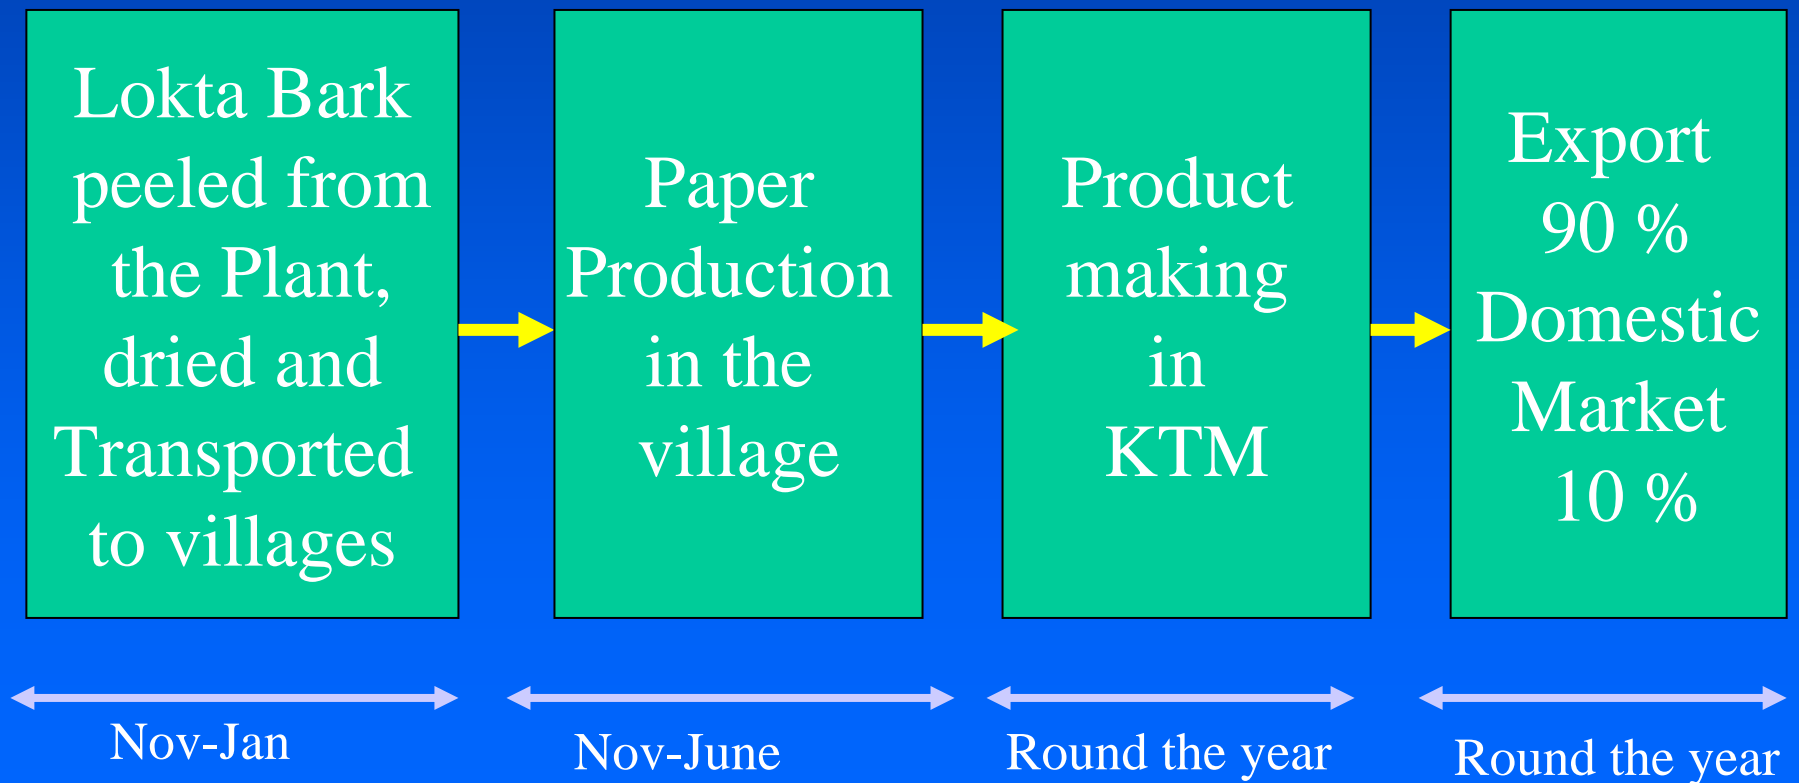 Lokta Bark
peeled from
the Plant,
dried and
Transported
to villages
Paper
Production
in the
village
Product
making
in
KTM
Export
90 %
Domestic
Market
10 %
Nov-Jan
Nov-June
Round the year
Round the year